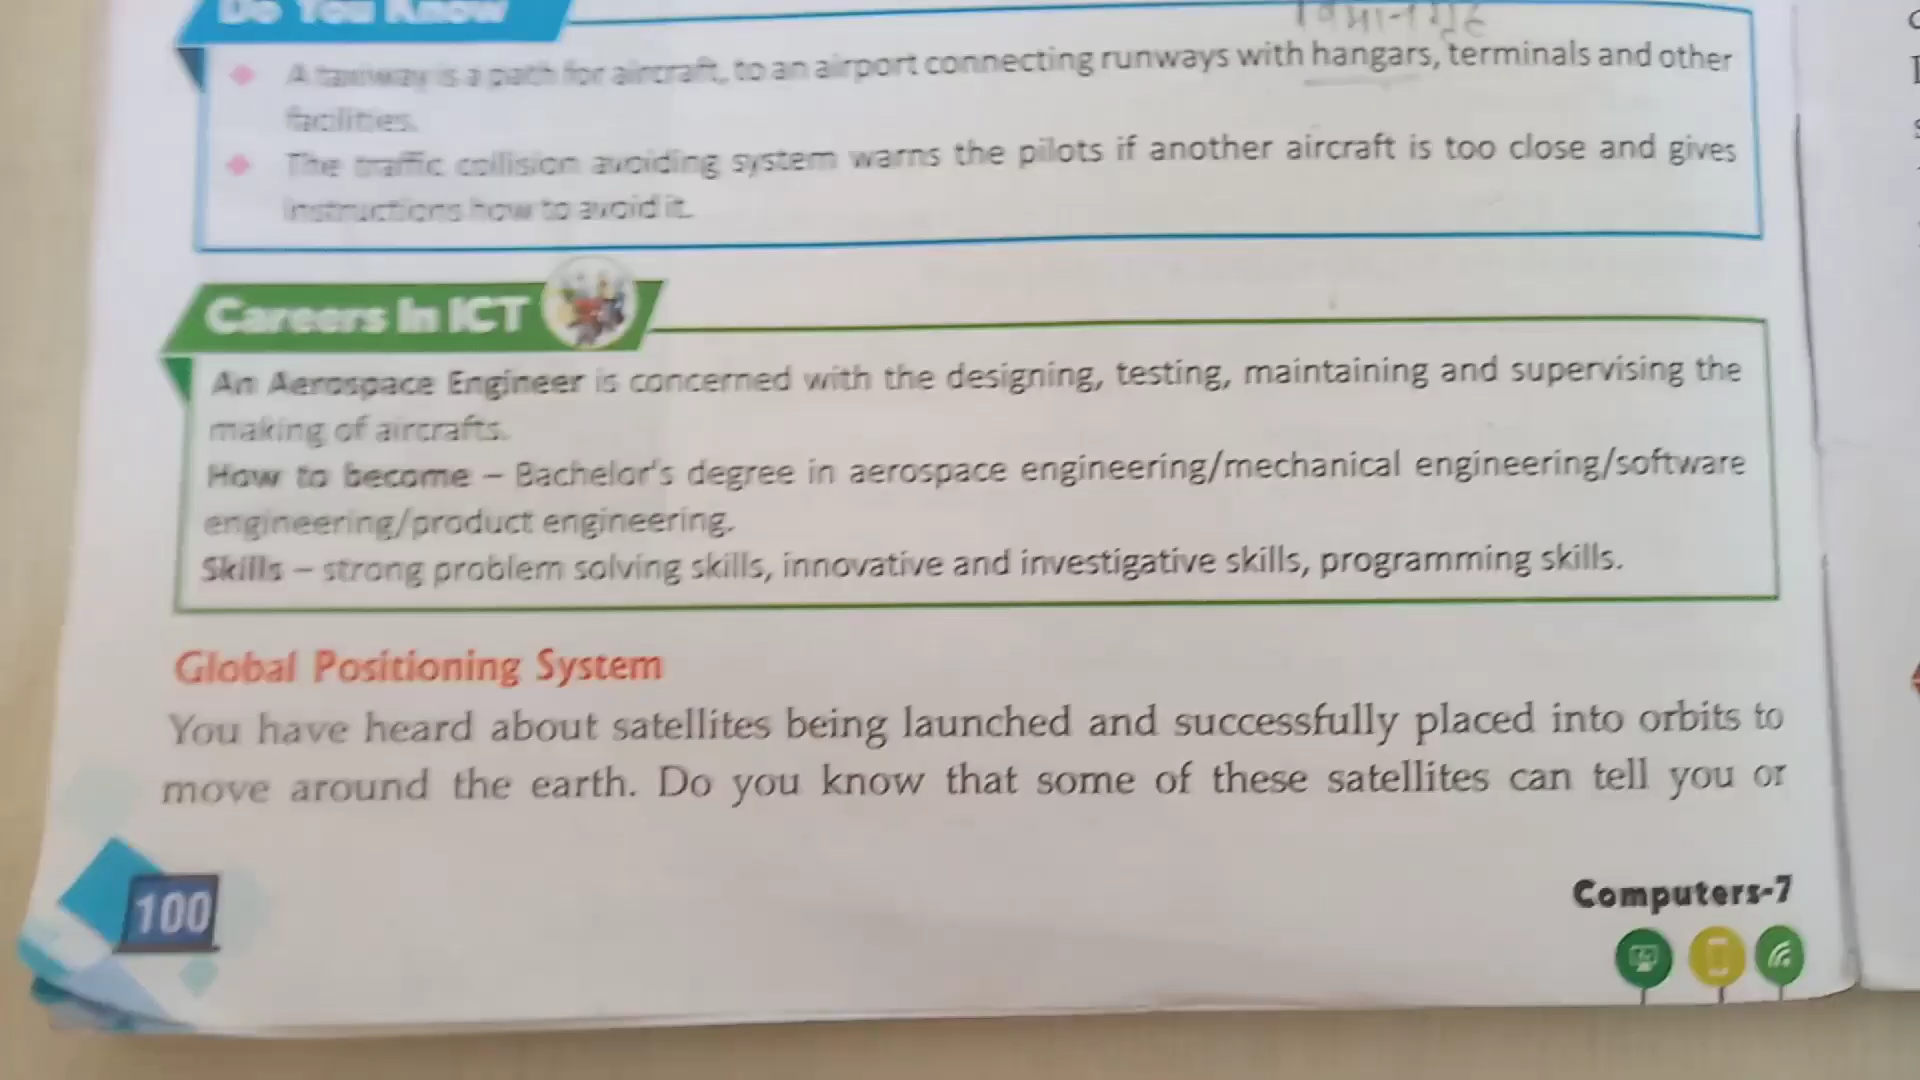 Do You Know
A taxiway is a path for aircraft, to an airport connecting runways with hangars, terminals and other
facilities.
The traffic collision avoiding system warns the pilots if another aircraft is too close and gives
instructions how to avoid it.
Careers In ICT
An Aerospace Engineer is concerned with the designing, testing, maintaining and supervising the
making of aircrafts.
How to become – Bachelor's degree in aerospace engineering/mechanical engineering/software
engineering/product engineering.
Skills – strong problem solving skills, innovative and investigative skills, programming skills.
Global Positioning System
You have heard about satellites being launched and successfully placed into orbits to
move around the earth. Do you know that some of these satellites can tell you or
100
Computers-7